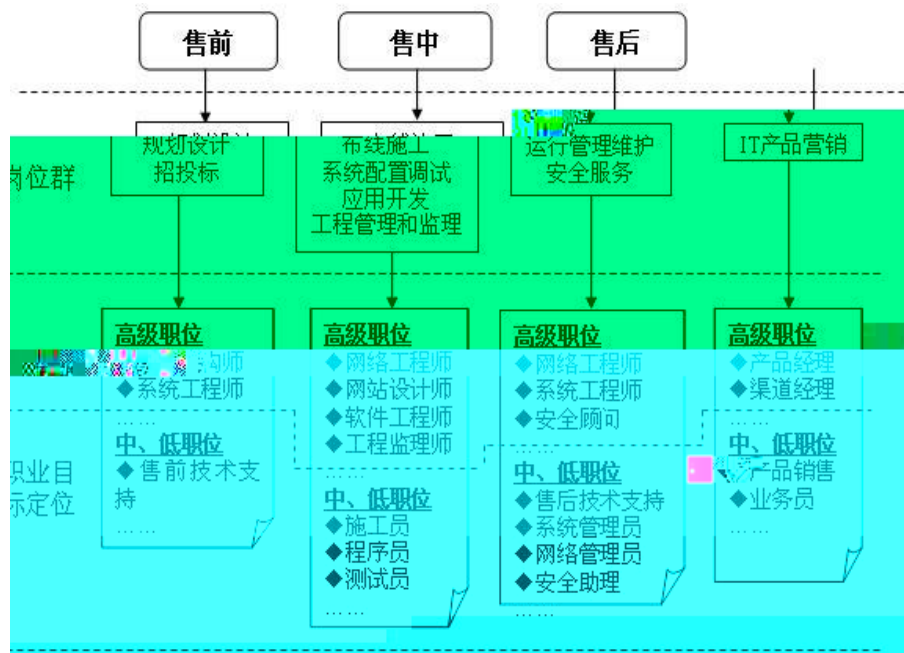 售前
售中
售后
规划设计
招投标
布线施工
系统配置调试
应用开发
工程管理和监理
运行管理维护
安全服务
IT产品营销
岗位群
高级职位
构师
◆系统工程师
……
中、低职位
◆售前技术支
持
……
高级职位
◆网络工程师
◆网站设计师
◆软件工程师
◆工程监理师
……
中、低职位
◆施工员
◆程序员
◆测试员
……
高级职位
◆网络工程师
◆系统工程师
◆安全顾问
……
中、低职位
◆售后技术支持
◆系统管理员
◆网络管理员
◆安全助理
……
高级职位
◆产品经理
◆渠道经理
……
中、低职位
产品销售
◆业务员
……
职业目
标定位